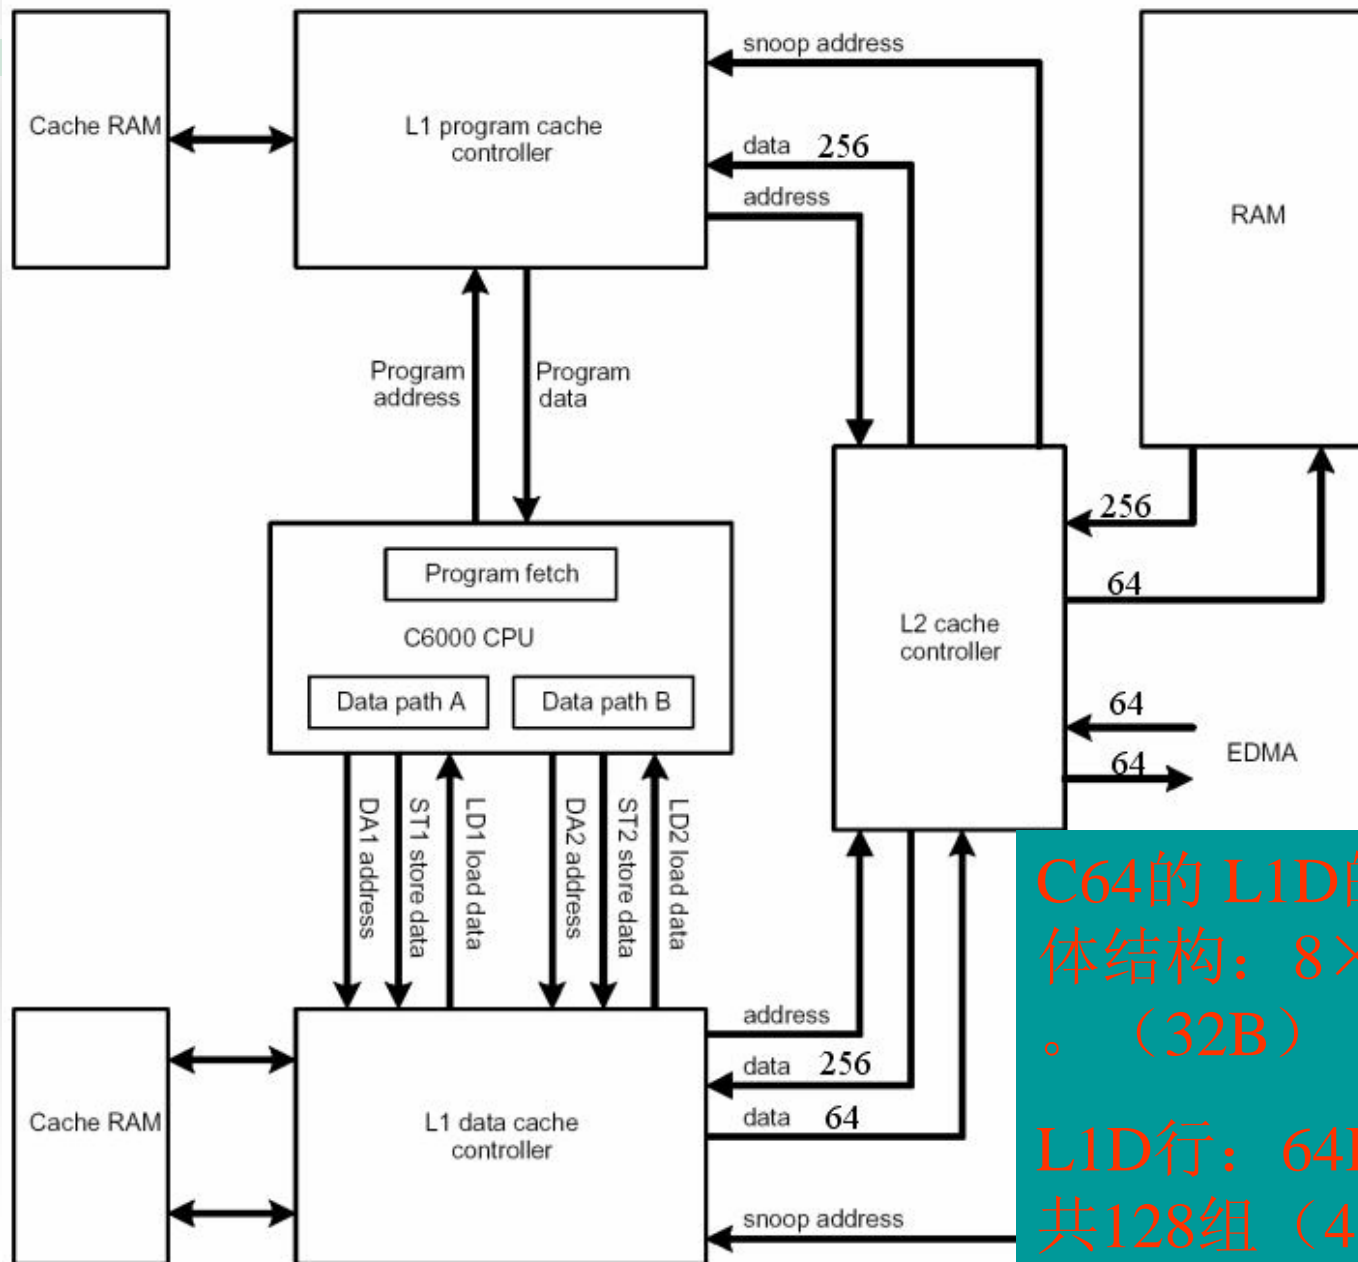 snoop address
Cache RAM
L1 program cache
controller
data 256
address
RAM
Program
address
Program
data
256
Program fetch
64
C6000 CPU
L2 cache
controller
Data path A
Data path B
64
EDMA
64
DA1 address
ST1 store data
LD1 load data
DA2 address
ST2 store data
LD2 load data
address
data 256
Cache RAM
L1 data cache
controller
data 64
snoop address
C64的 L1D的
体结构：8×
。（32B）
L1D行：64
共128组（4